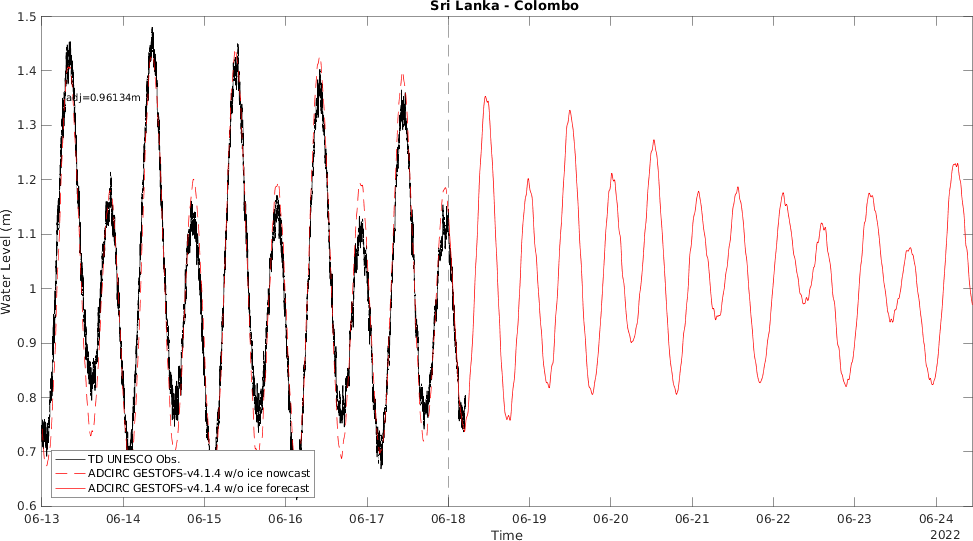 Sri Lanka - Colombo
1.5
1.4
adj=0.96134m
1.3
1.2
1.1
1
0.9
0.8
0.7
0.6
Water Level (m)
TD UNESCO Obs.
ADCIRC GESTOFS-v4.1.4 w/o ice nowcast
ADCIRC GESTOFS-v4.1.4 w/o ice forecast
06-13 06-14 06-15 06-16 06-17 06-18 06-19 06-20 06-21 06-22 06-23 06-24
Time
2022